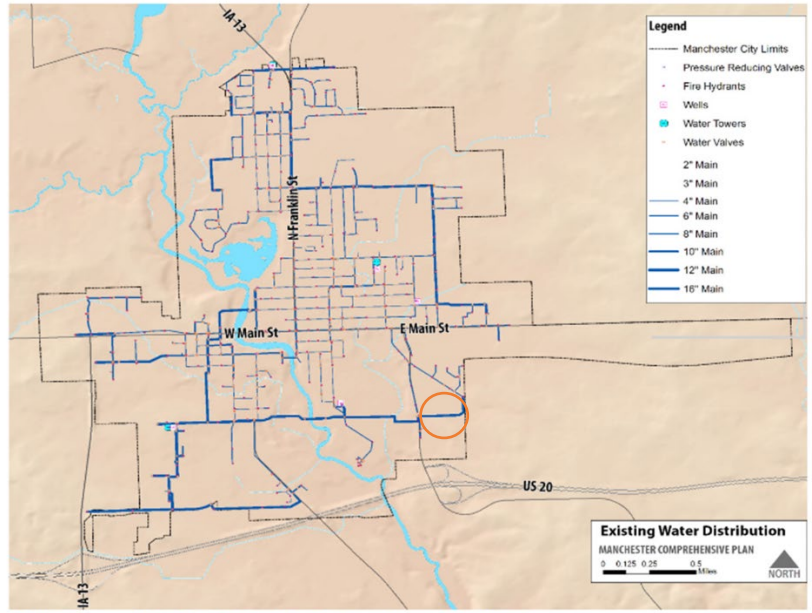 IA-13
Legend
Manchester City Limits
Pressure Reducing Valves
Fire Hydrants
Wells
Water Towers
Water Valves
2" Main
3" Main
4" Main
6" Main
8" Main
10" Main
12" Main
16" Main
N Franklin St
W Main St
E Main St
US 20
IA-13
Existing Water Distribution
MANCHESTER COMPREHENSIVE PLAN
0 0.125 0.25 0.5
Miles
NORTH